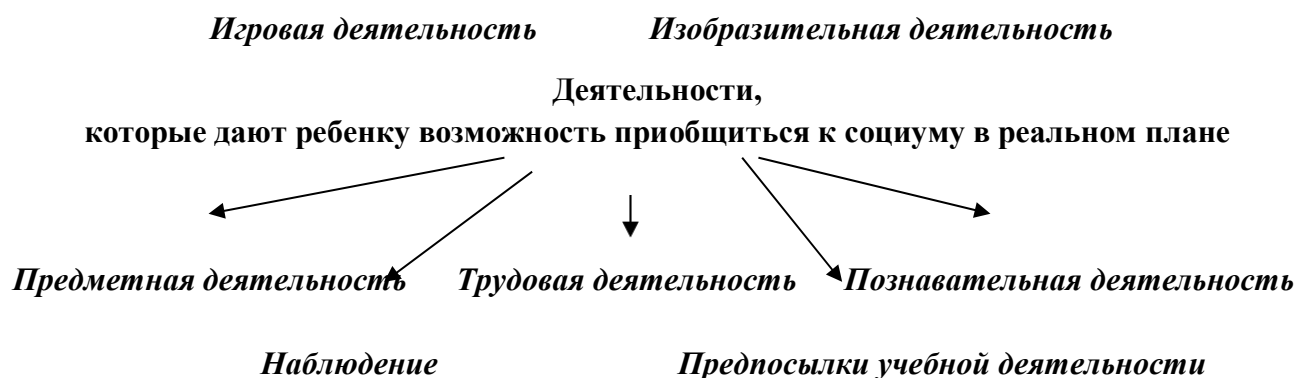 Игровая деятельность Изобразительная деятельность
Деятельности,
которые дают ребенку возможность приобщиться к социуму в реальном плане
Предметная деятельность Трудовая деятельность Познавательная деятельность
Наблюдение Предпосылки учебной деятельности